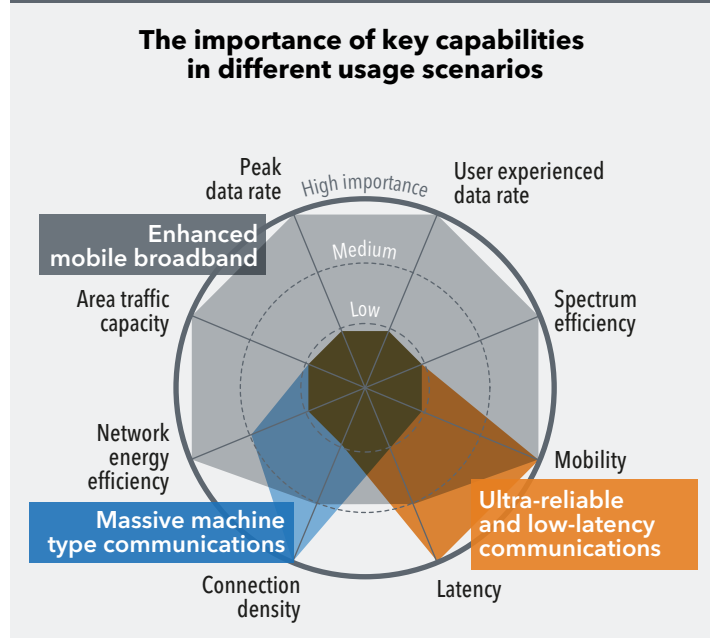 The importance of key capabilities
in different usage scenarios
Peak
data rate
High importance
User experienced
data rate
Enhanced
mobile broadband
Medium
Area traffic
capacity
Low
Spectrum
efficiency
Network
energy
efficiency
Mobility
Massive machine
type communications
Ultra-reliable
and low-latency
communications
Connection
density
Latency